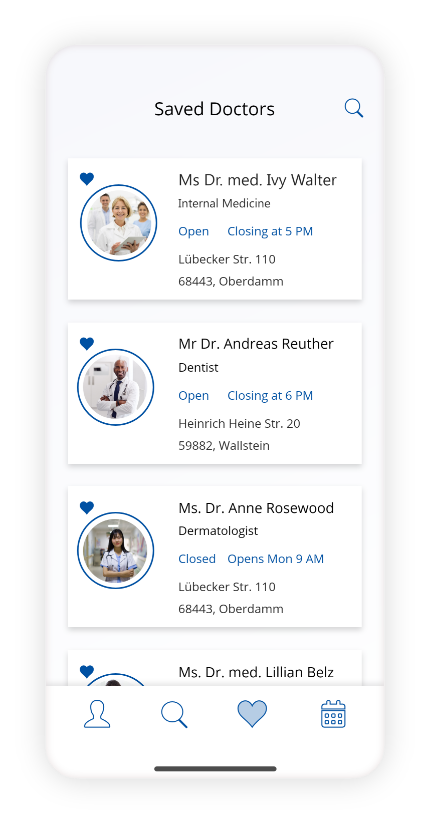 Saved Doctors
Ms Dr. med. Ivy Walter
Internal Medicine
Open Closing at 5 PM
Lübecker Str. 110
68443, Oberdamm
Mr Dr. Andreas Reuther
Dentist
Open Closing at 6 PM
Heinrich Heine Str. 20
59882, Wallstein
Ms. Dr. Anne Rosewood
Dermatologist
Closed Opens Mon 9 AM
Lübecker Str. 110
68443, Oberdamm
Ms. Dr. med. Lillian Belz